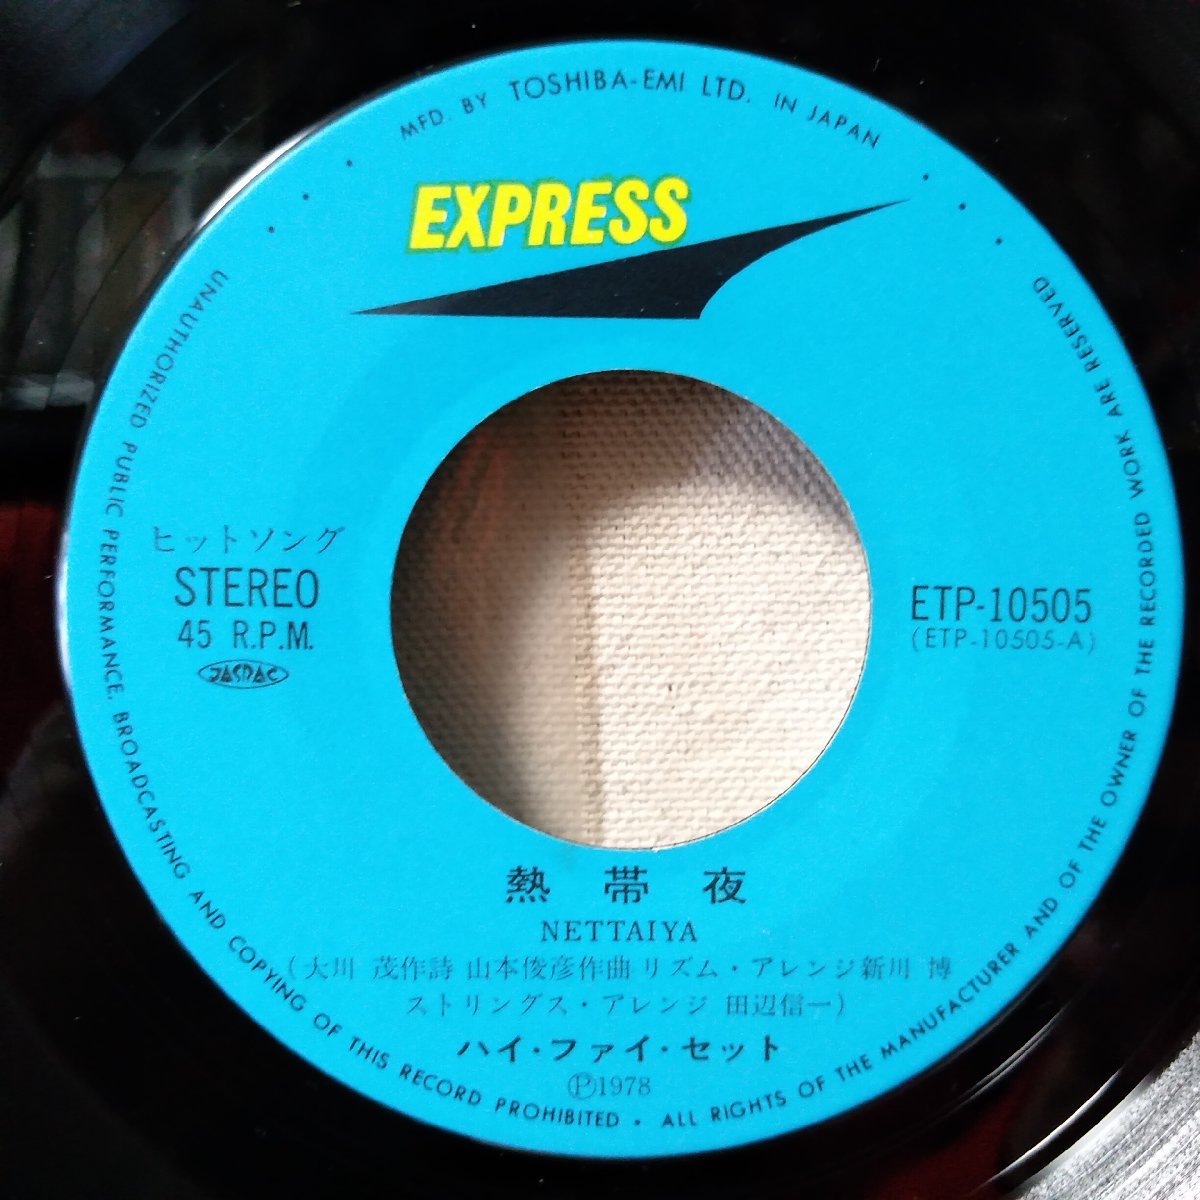 MFD. BY TOSHIBA-EMI LTD. IN JAPAN
EXPRESS
ヒットソング
STEREO
45 R.P.M.
JASRAC
ETP-10505
(ETP-10505-A)
熱帯夜
NETTAIYA
(大川 茂作詩 山本俊彦作曲 リズム・アレンジ新川 博
ストリングス・アレンジ 田辺信一)
ハイ・ファイ・セット
Ⓟ1978
UNAUTHORIZED PUBLIC PERFORMANCE, BROADCASTING AND COPYING OF THIS RECORD PROHIBITED • ALL RIGHTS OF THE MANUFACTURER AND OF THE OWNER OF THE RECORDED WORK ARE RESERVED